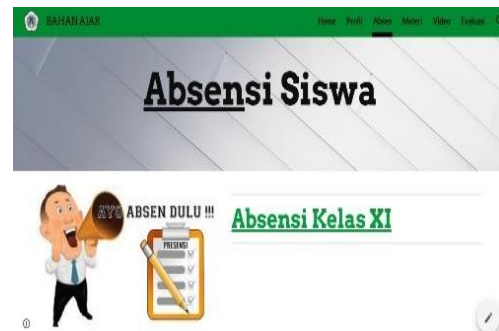 BAHAN AJAR
Home Profil Absen Materi Video Evaluasi
Absensi Siswa
AYO ABSEN DULU !!!
PRESENSI
Absensi Kelas XI